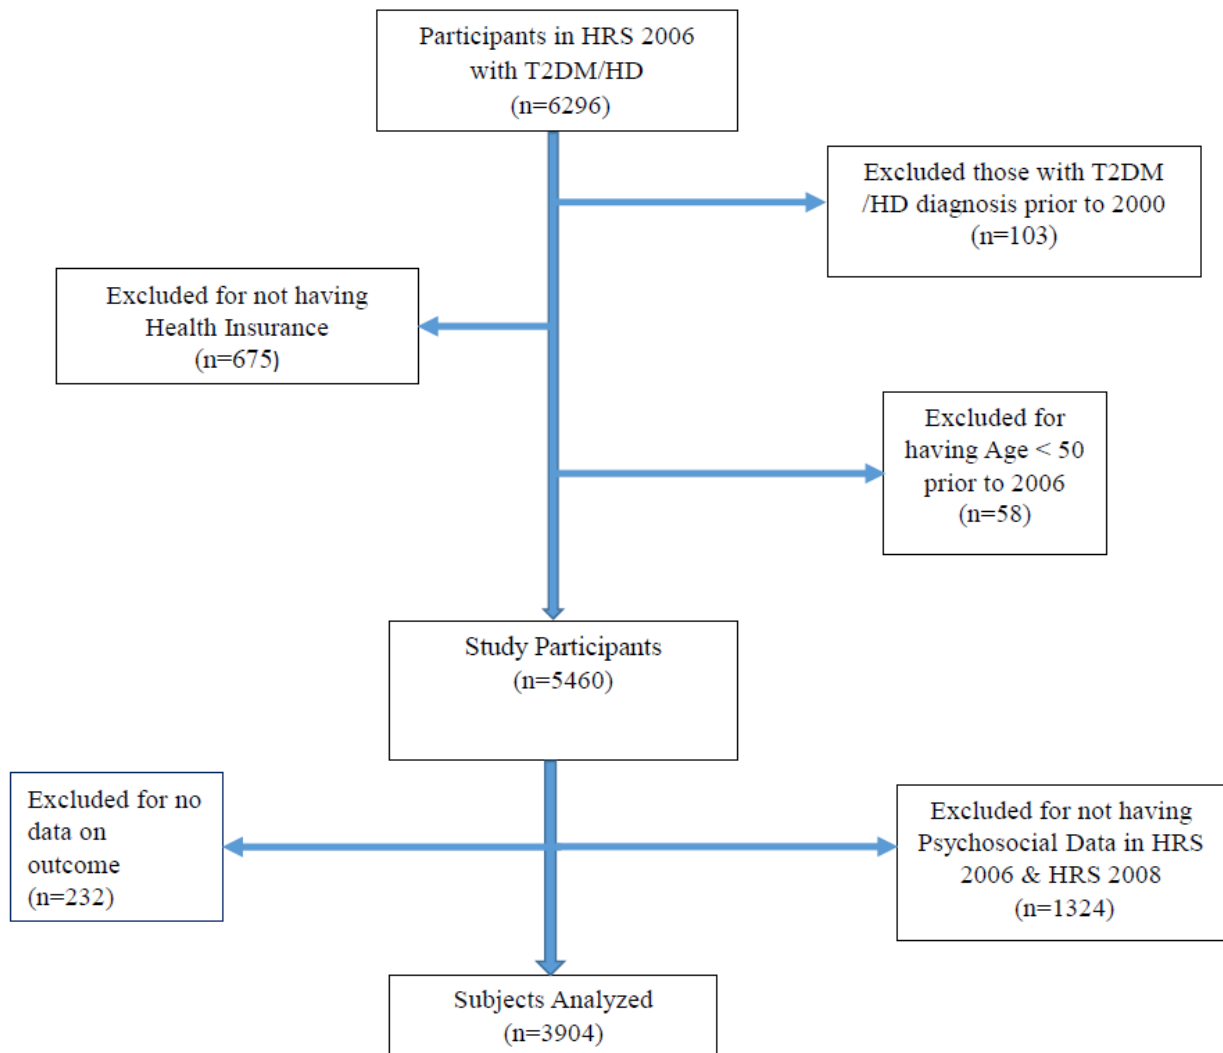 Participants in HRS 2006
with T2DM/HD
(n=6296)
Excluded those with T2DM
/HD diagnosis prior to 2000
(n=103)
Excluded for not having
Health Insurance
(n=675)
Excluded for
having Age < 50
prior to 2006
(n=58)
Study Participants
(n=5460)
Excluded for no
data on
outcome
(n=232)
Excluded for not having
Psychosocial Data in HRS
2006 & HRS 2008
(n=1324)
Subjects Analyzed
(n=3904)